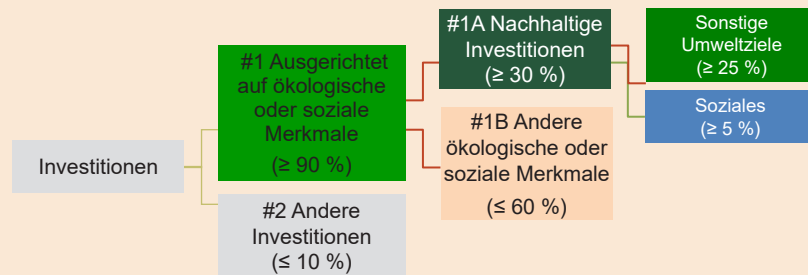 Investitionen
#1 Ausgerichtet
auf ökologische
oder soziale
Merkmale
(≥ 90 %)
#2 Andere
Investitionen
(≤ 10 %)
#1A Nachhaltige
Investitionen
(≥ 30 %)
#1B Andere
ökologische oder
soziale Merkmale
(≤ 60 %)
Sonstige
Umweltziele
(≥ 25 %)
Soziales
(≥ 5 %)